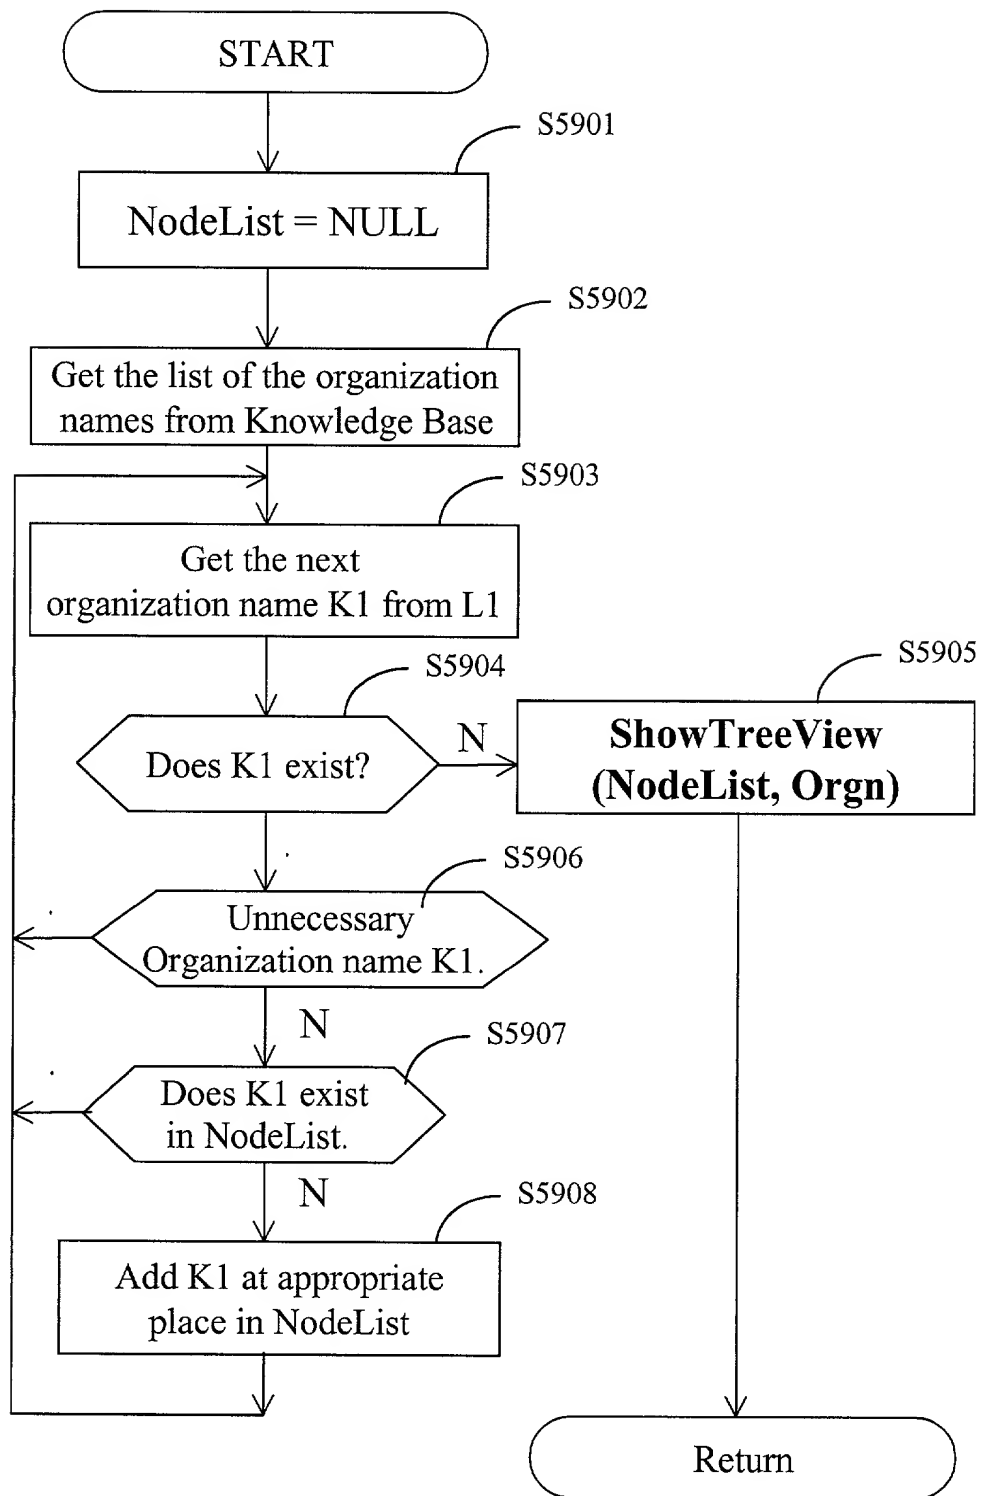 START
S5901
NodeList = NULL
S5902
Get the list of the organization
names from Knowledge Base
S5903
Get the next
organization name K1 from L1
S5904
Does K1 exist?
N
S5905
ShowTreeView
(NodeList, Orgn)
S5906
Unnecessary
Organization name K1.
N
S5907
Does K1 exist
in NodeList.
N
S5908
Add K1 at appropriate
place in NodeList
Return